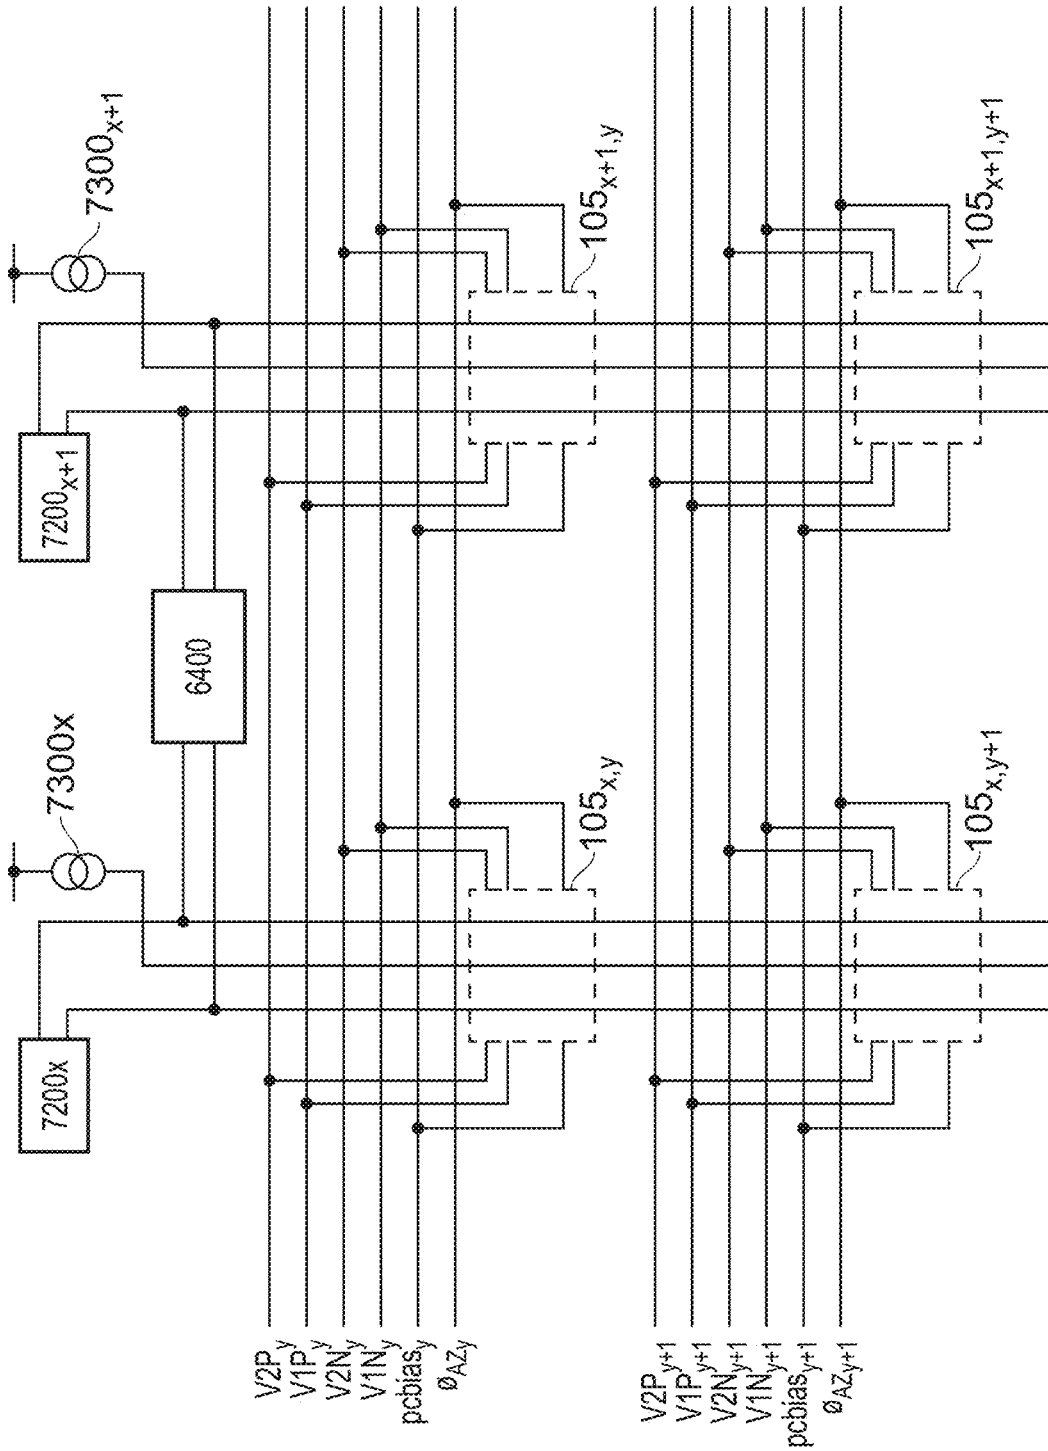 7300x+1
7200x+1
6400
7300x
7200x
105x+1,y
105x,y
105x+1,y+1
105x,y+1
V2Py
V1Py
V2Ny
V1Ny
pcbiasy
øAZy
V2Py+1
V1Py+1
V2Ny+1
V1Ny+1
pcbiasy+1
øAZy+1